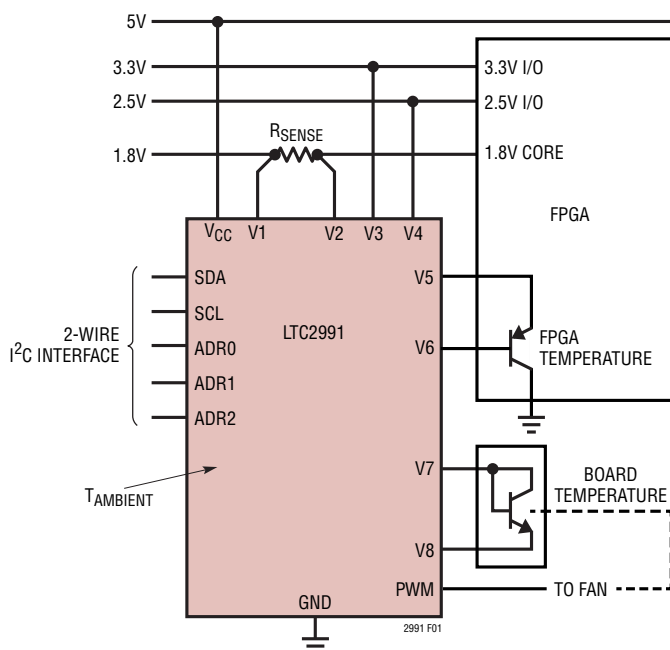 5V
3.3V
3.3V I/O
2.5V
2.5V I/O
RSENSE
1.8V
1.8V CORE
FPGA
VCC
V1
V2
V3
V4
SDA
V5
SCL
2-WIRE
I2C INTERFACE
LTC2991
ADR0
V6
FPGA
TEMPERATURE
ADR1
ADR2
TAMBIENT
V7
BOARD
TEMPERATURE
V8
PWM
TO FAN
GND
2991 F01